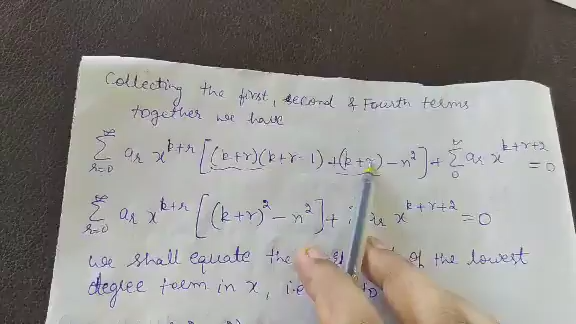 Collecting the first, second & Fourth terms
together we have
∑_{r=0}^{∞} a_r x^{k+r} [(k+r)(k+r-1) + (k+r) - n²] + ∑_{0}^{∞} a_r x^{k+r+2} = 0
∑_{r=0}^{∞} a_r x^{k+r} [(k+r)² - n²] + x^{k+r+2} = 0
we shall equate the of the lowest
degree term in x, i.e.